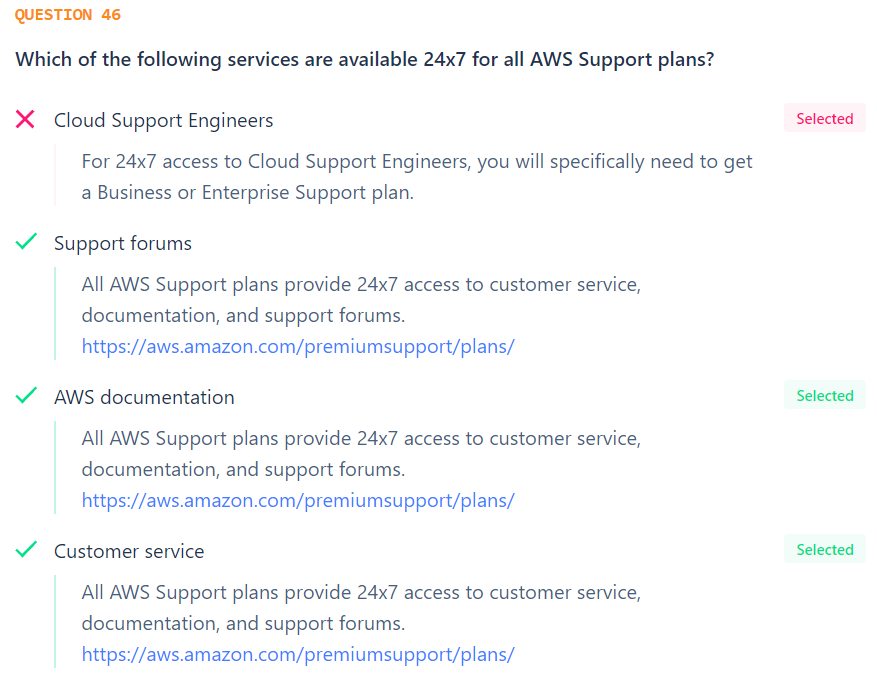 QUESTION 46
Which of the following services are available 24x7 for all AWS Support plans?
Cloud Support Engineers
Selected
For 24x7 access to Cloud Support Engineers, you will specifically need to get
a Business or Enterprise Support plan.
Support forums
All AWS Support plans provide 24x7 access to customer service,
documentation, and support forums.
https://aws.amazon.com/premiumsupport/plans/
AWS documentation
Selected
All AWS Support plans provide 24x7 access to customer service,
documentation, and support forums.
https://aws.amazon.com/premiumsupport/plans/
Customer service
Selected
All AWS Support plans provide 24x7 access to customer service,
documentation, and support forums.
https://aws.amazon.com/premiumsupport/plans/